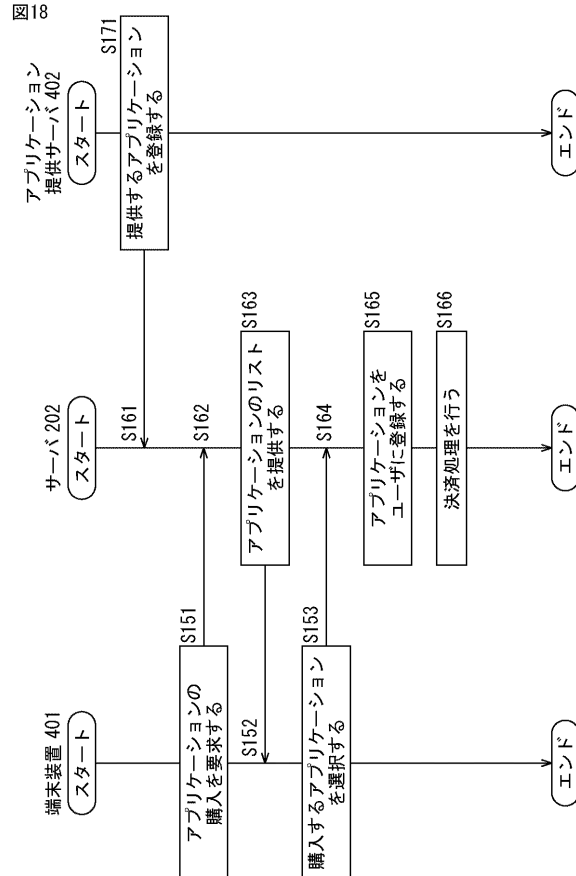 図18
端末装置 401
スタート
S151
アプリケーションの
購入を要求する
S152
S153
購入するアプリケーション
を選択する
エンド
サーバ 202
スタート
S161
S162
S163
アプリケーションのリスト
を提供する
S164
S165
アプリケーションを
ユーザに登録する
S166
決済処理を行う
エンド
アプリケーション
提供サーバ 402
スタート
S171
提供するアプリケーション
を登録する
エンド